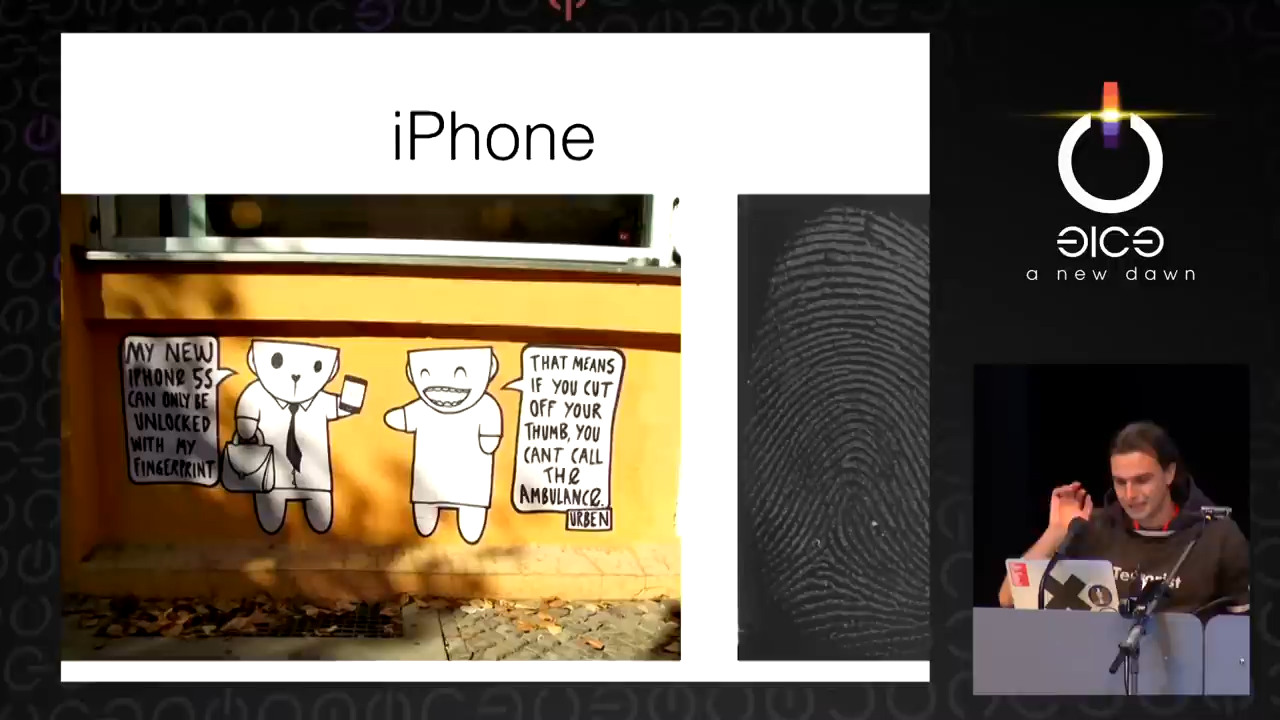 iPhone
MY NEW
IPHONE 5S
CAN ONLY BE
UNLOCKED
WITH MY
FINGERPRINT
THAT MEANS
IF YOU CUT
OFF YOUR
THUMB, YOU
CANT CALL
THE
AMBULANCE.
URBEN
ƎICE
a new dawn